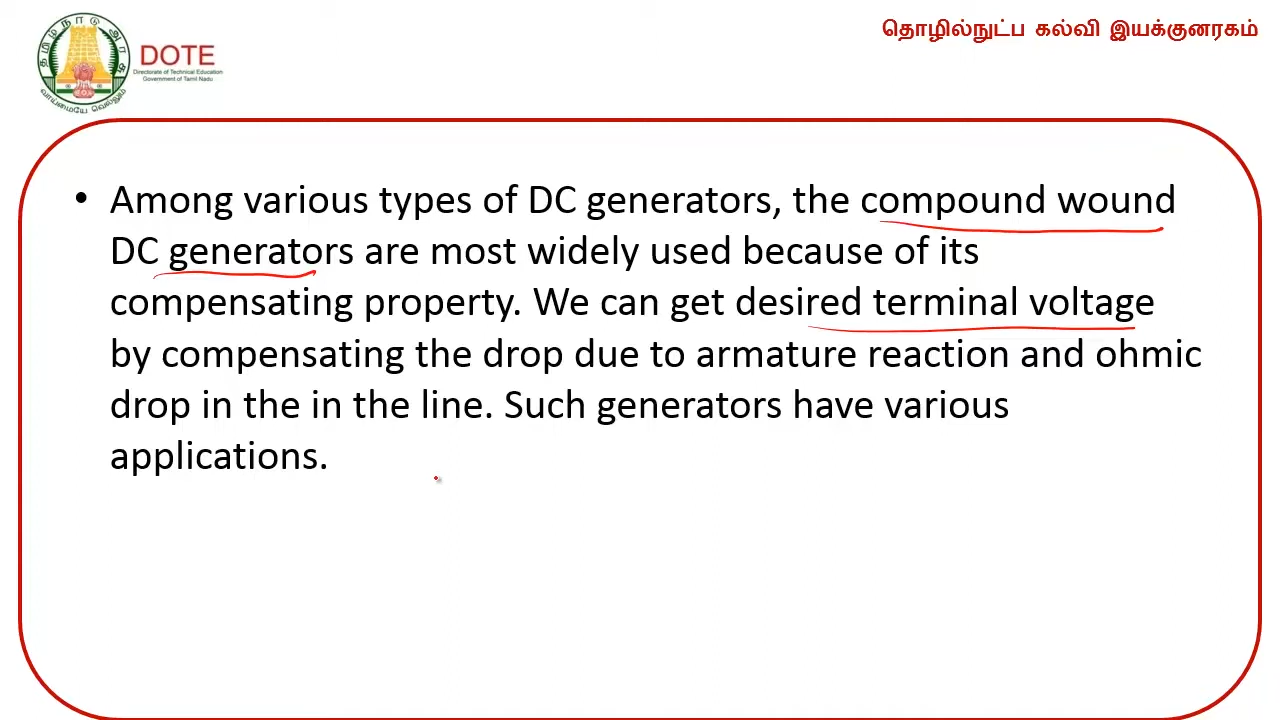 தமிழ்நாடு அரசு
வாய்மையே வெல்லும்
DOTE
Directorate of Technical Education
Government of Tamil Nadu
தொழில்நுட்ப கல்வி இயக்குனரகம்
• Among various types of DC generators, the compound wound
DC generators are most widely used because of its
compensating property. We can get desired terminal voltage
by compensating the drop due to armature reaction and ohmic
drop in the in the line. Such generators have various
applications.